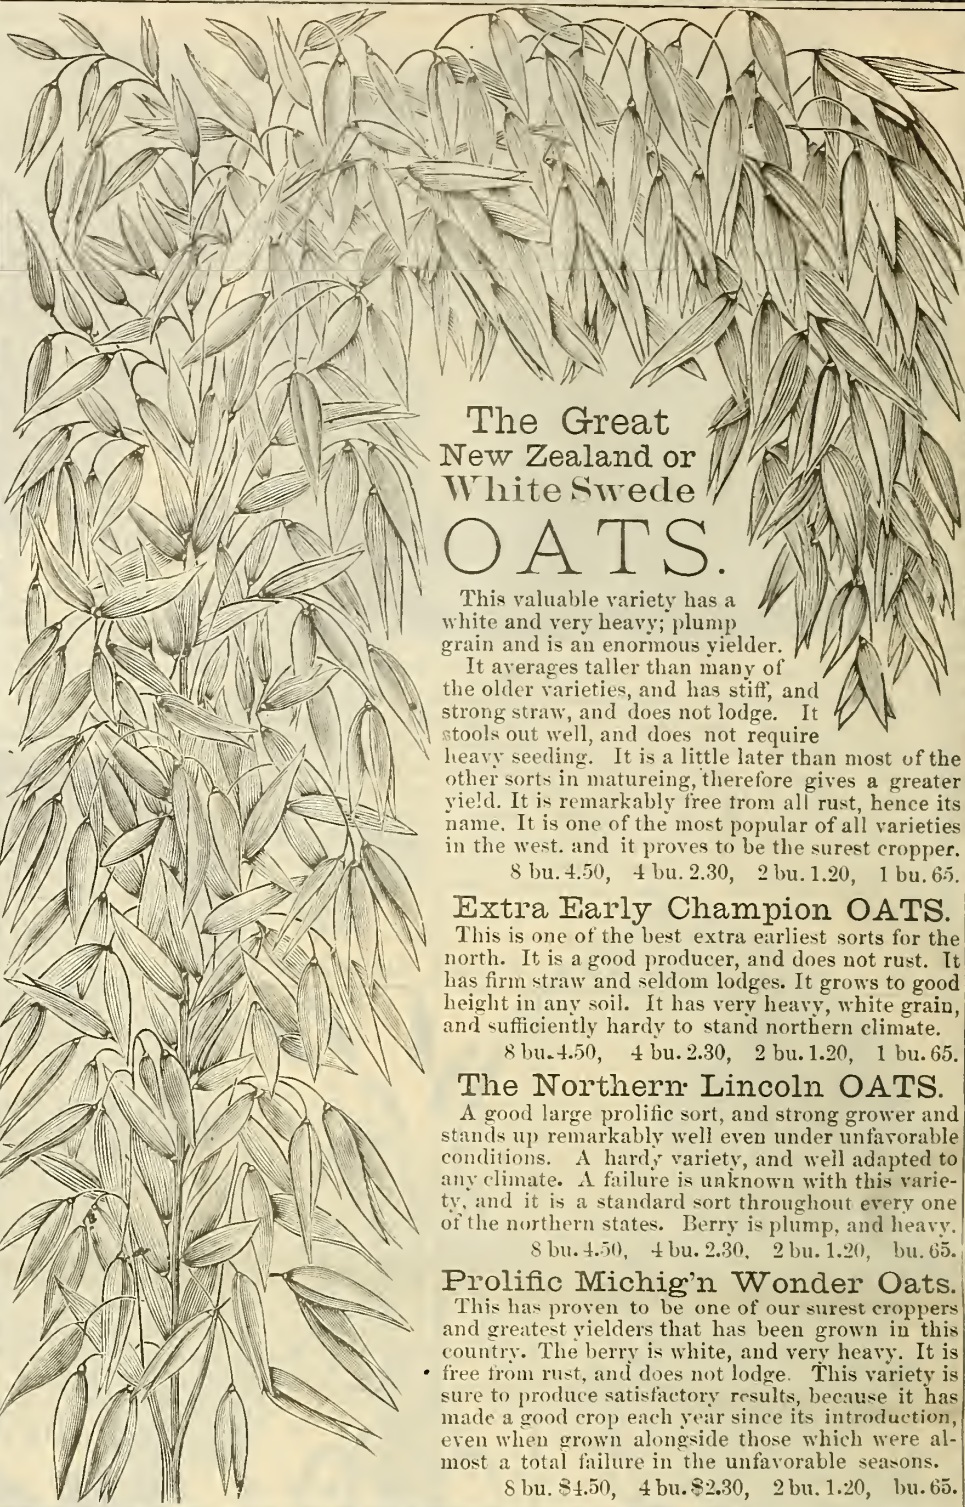 The Great
New Zealand or
White Swede
OATS.
This valuable variety has a
white and very heavy; plump
grain and is an enormous yielder.
It averages taller than many of
the older varieties, and has stiff, and
strong straw, and does not lodge. It
stools out well, and does not require
heavy seeding. It is a little later than most of the
other sorts in matureing, therefore gives a greater
yield. It is remarkably free from all rust, hence its
name. It is one of the most popular of all varieties
in the west. and it proves to be the surest cropper.
8 bu. 4.50, 4 bu. 2.30, 2 bu. 1.20, 1 bu. 65.
Extra Early Champion OATS.
This is one of the best extra earliest sorts for the
north. It is a good producer, and does not rust. It
has firm straw and seldom lodges. It grows to good
height in any soil. It has very heavy, white grain,
and sufficiently hardy to stand northern climate.
8 bu. 4.50, 4 bu. 2.30, 2 bu. 1.20, 1 bu. 65.
The Northern Lincoln OATS.
A good large prolific sort, and strong grower and
stands up remarkably well even under unfavorable
conditions. A hardy variety, and well adapted to
any climate. A failure is unknown with this varie-
ty, and it is a standard sort throughout every one
of the northern states. Berry is plump, and heavy.
8 bu. 4.50, 4 bu. 2.30. 2 bu. 1.20, bu. 65.
Prolific Michig'n Wonder Oats.
This has proven to be one of our surest croppers
and greatest yielders that has been grown in this
country. The berry is white, and very heavy. It is
free from rust, and does not lodge. This variety is
sure to produce satisfactory results, because it has
made a good crop each year since its introduction,
even when grown alongside those which were al-
most a total failure in the unfavorable seasons.
8 bu. $4.50, 4 bu. $2.30, 2 bu. 1.20, bu. 65.